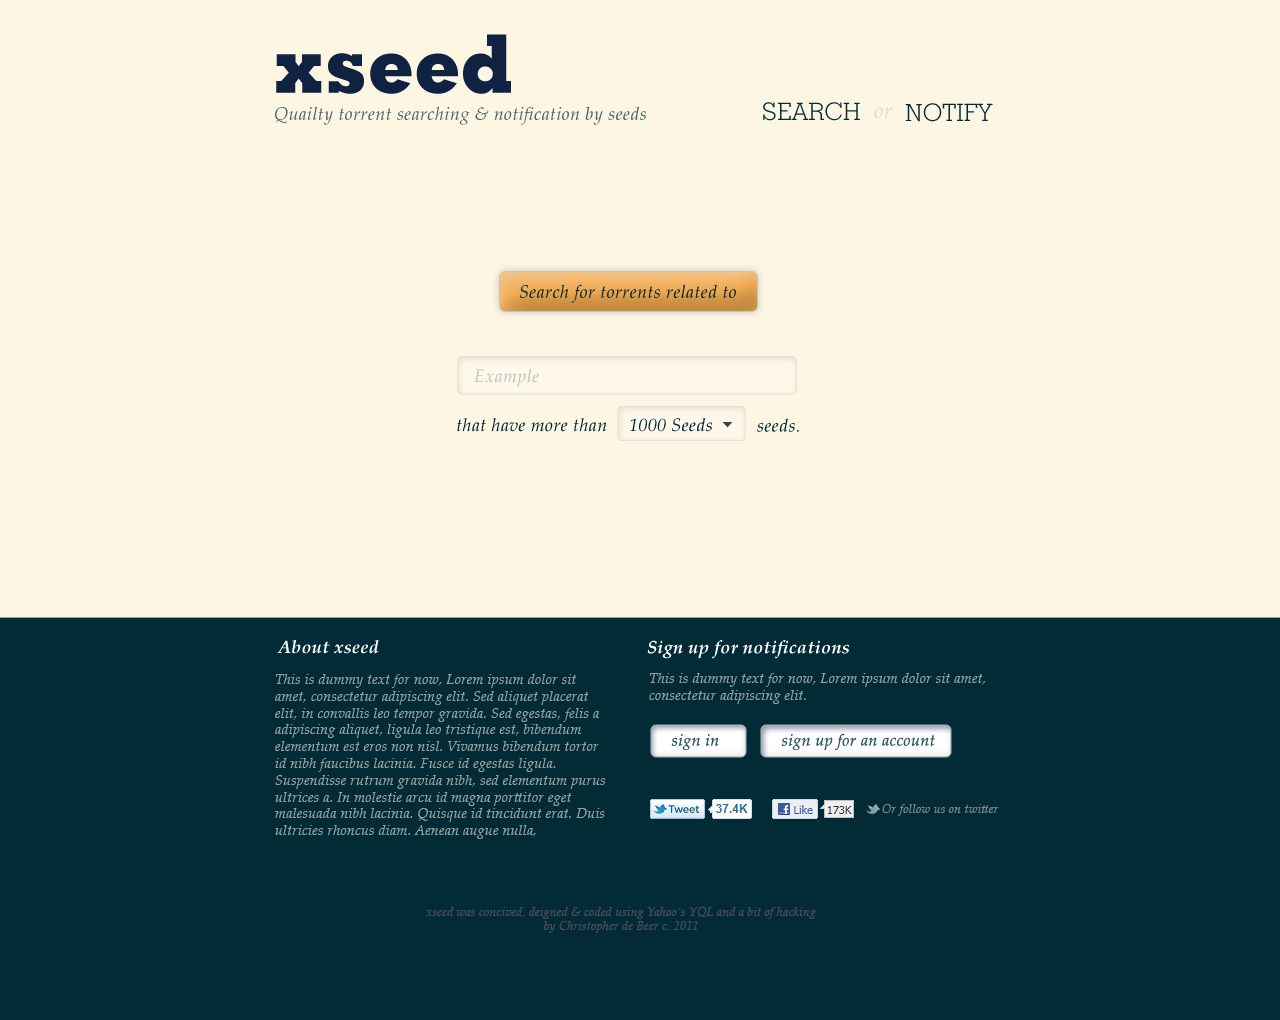 xseed
Quailty torrent searching & notification by seeds
SEARCH or NOTIFY
Search for torrents related to
Example
that have more than 1000 Seeds seeds.
About xseed
This is dummy text for now, Lorem ipsum dolor sit
amet, consectetur adipiscing elit. Sed aliquet placerat
elit, in convallis leo tempor gravida. Sed egestas, felis a
adipiscing aliquet, ligula leo tristique est, bibendum
elementum est eros non nisl. Vivamus bibendum tortor
id nibh faucibus lacinia. Fusce id egestas ligula.
Suspendisse rutrum gravida nibh, sed elementum purus
ultrices a. In molestie arcu id magna porttitor eget
malesuada nibh lacinia. Quisque id tincidunt erat. Duis
ultricies rhoncus diam. Aenean augue nulla,
Sign up for notifications
This is dummy text for now, Lorem ipsum dolor sit amet,
consectetur adipiscing elit.
sign in sign up for an account
Tweet 37.4K Like 173K Or follow us on twitter
xseed was concived, deigned & coded using Yahoo's YQL and a bit of hacking
by Christopher de Beer c. 2011